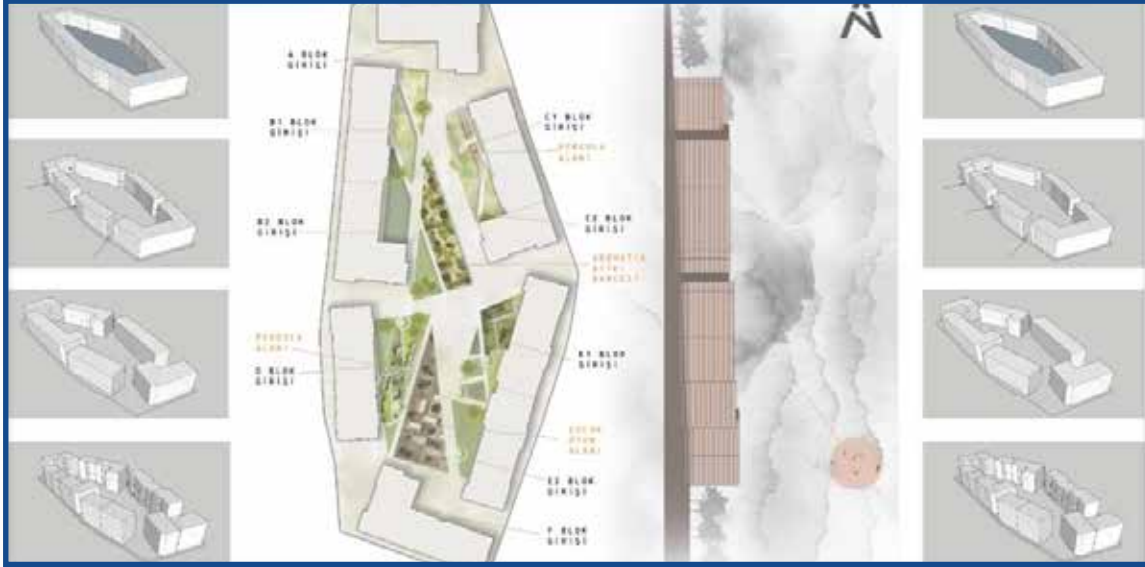 A BLOK
GİRİŞİ
B1 BLOK
GİRİŞİ
C1 BLOK
GİRİŞİ
PERGOLA
ALANI
B2 BLOK
GİRİŞİ
C2 BLOK
GİRİŞİ
AROMATİK
BİTKİ
BAHÇESİ
PERGOLA
ALANI
D BLOK
GİRİŞİ
E1 BLOK
GİRİŞİ
ÇOCUK
OYUN
ALANI
E2 BLOK
GİRİŞİ
F BLOK
GİRİŞİ
N